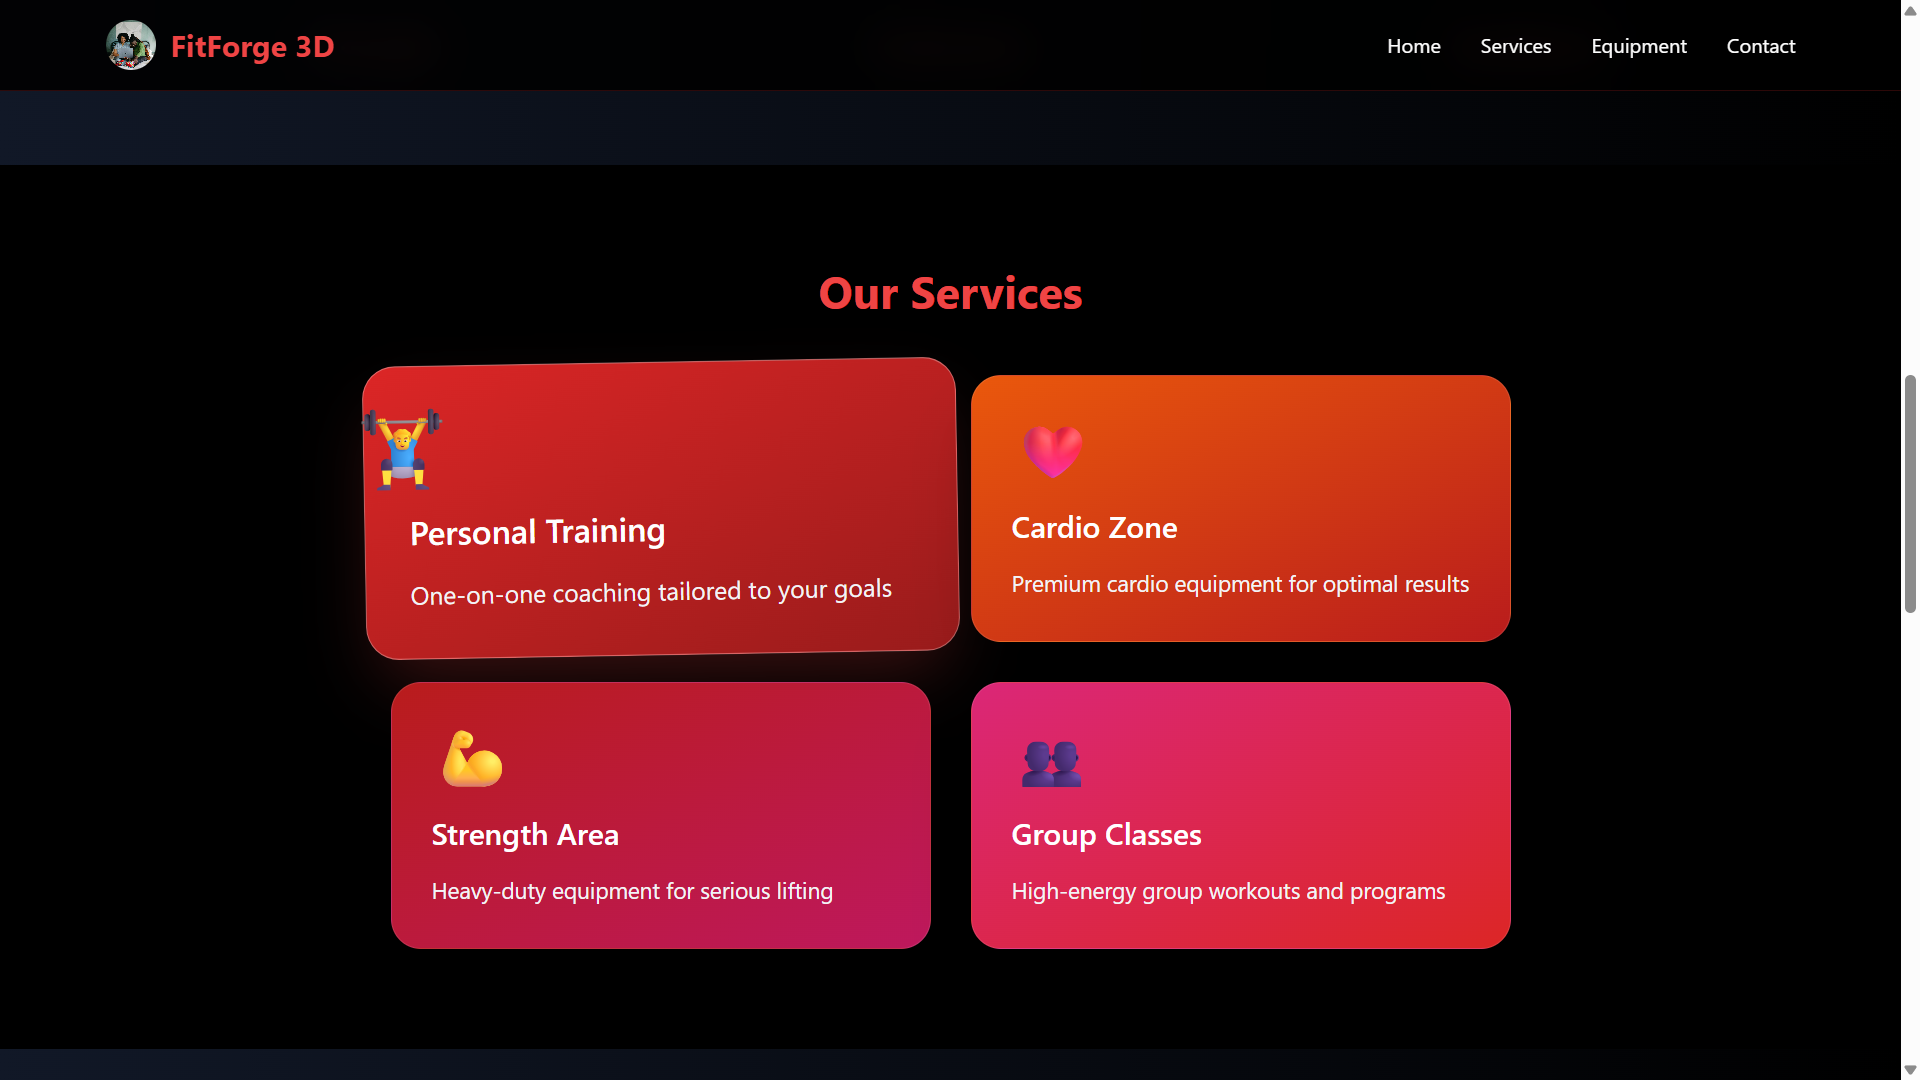 FitForge 3D
Home
Services
Equipment
Contact
Our Services
Personal Training
One-on-one coaching tailored to your goals
Cardio Zone
Premium cardio equipment for optimal results
Strength Area
Heavy-duty equipment for serious lifting
Group Classes
High-energy group workouts and programs